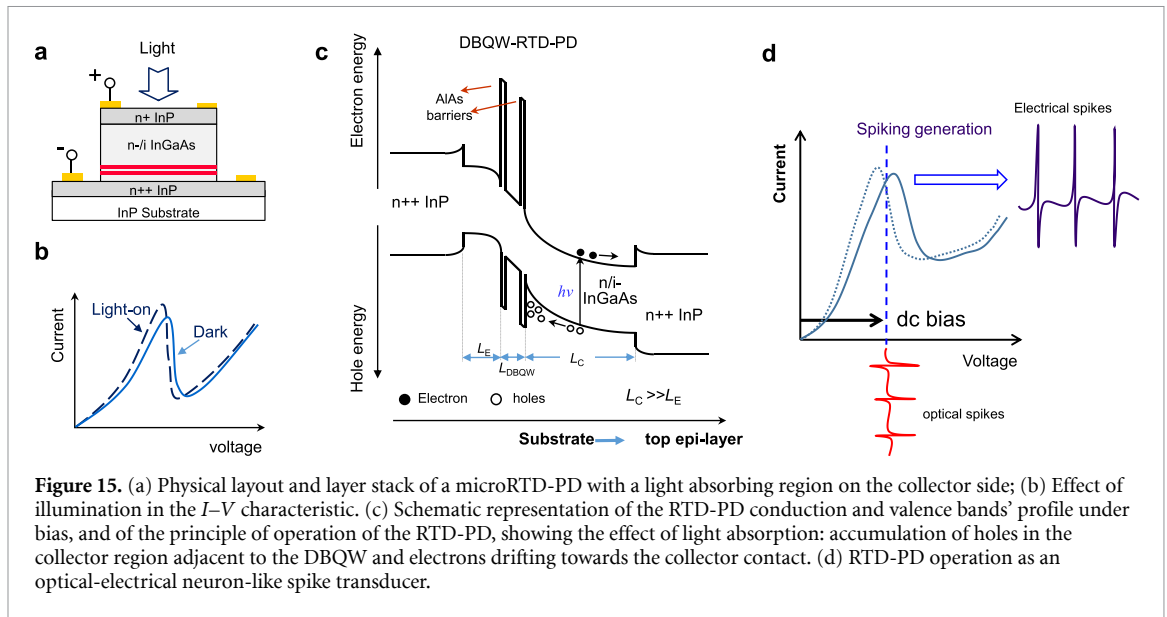 a
Light
+
n+ InP
n-/i InGaAs
-
n++ InP
InP Substrate
b
Light-on
Dark
Current
voltage
c
DBQW-RTD-PD
Electron energy
Hole energy
AlAs
barriers
n++ InP
hν
n/i-
InGaAs
n++ InP
LE
LDBQW
LC
Electron
holes
LC >>LE
Substrate
top epi-layer
d
Electrical spikes
Spiking generation
Current
dc bias
Voltage
optical spikes
Figure 15. (a) Physical layout and layer stack of a microRTD-PD with a light absorbing region on the collector side; (b) Effect of
illumination in the I–V characteristic. (c) Schematic representation of the RTD-PD conduction and valence bands’ profile under
bias, and of the principle of operation of the RTD-PD, showing the effect of light absorption: accumulation of holes in the
collector region adjacent to the DBQW and electrons drifting towards the collector contact. (d) RTD-PD operation as an
optical-electrical neuron-like spike transducer.